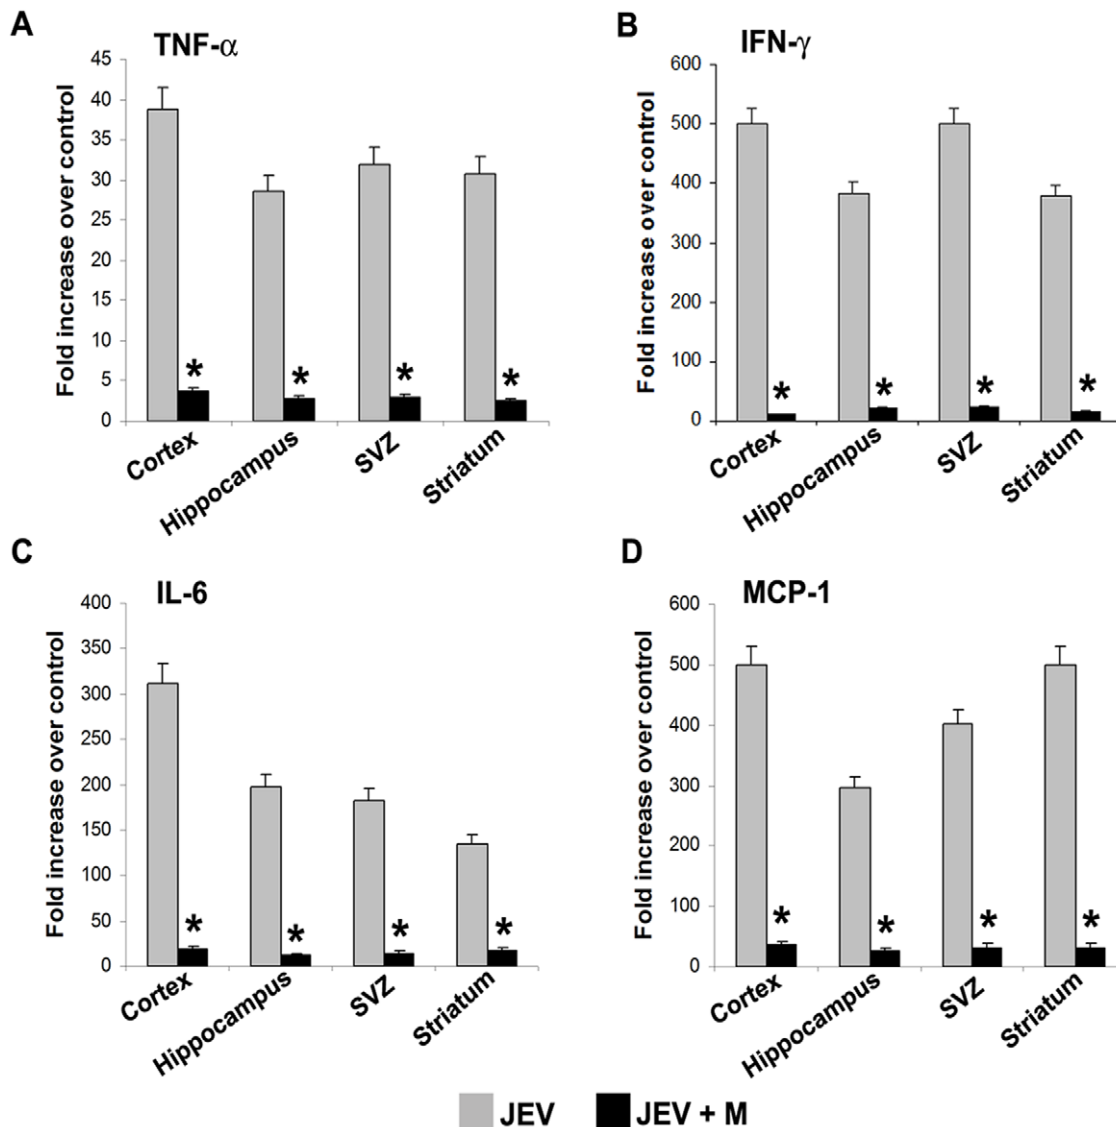 A
TNF-α
Fold increase over control
45
40
35
30
25
20
15
10
5
0
* * * *
Cortex
Hippocampus
SVZ
Striatum
B
IFN-γ
Fold increase over control
600
500
400
300
200
100
0
* * * *
Cortex
Hippocampus
SVZ
Striatum
C
IL-6
Fold increase over control
400
350
300
250
200
150
100
50
0
* * * *
Cortex
Hippocampus
SVZ
Striatum
D
MCP-1
Fold increase over control
600
500
400
300
200
100
0
* * * *
Cortex
Hippocampus
SVZ
Striatum
JEV
JEV + M